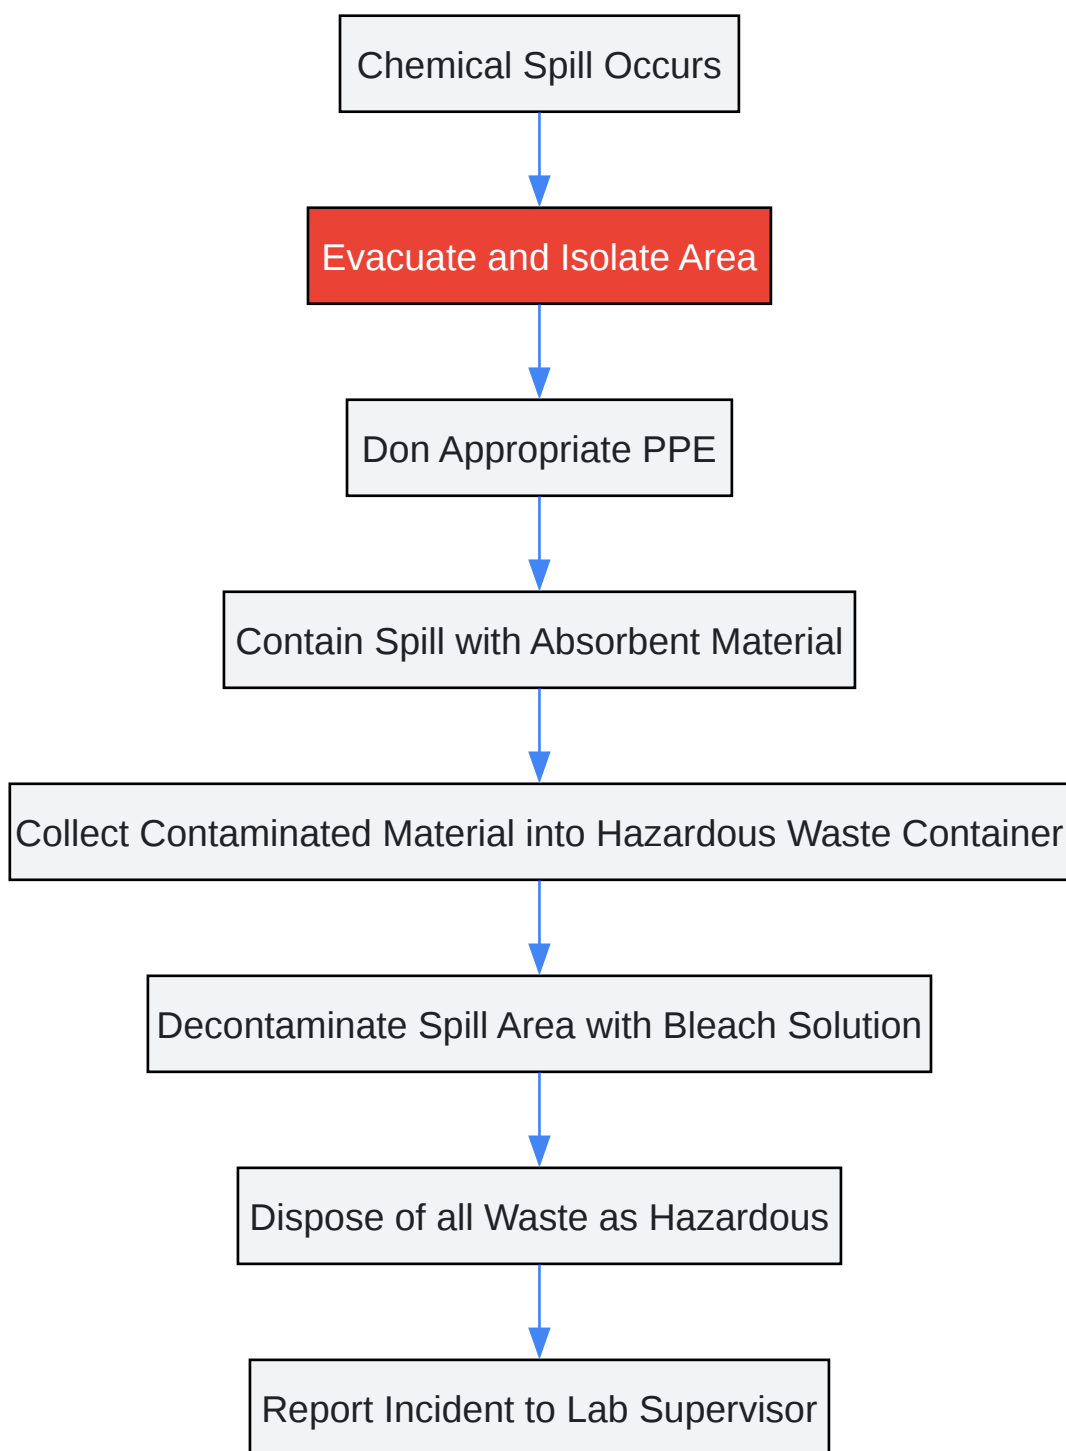 Chemical Spill Occurs
Evacuate and Isolate Area
Don Appropriate PPE
Contain Spill with Absorbent Material
Collect Contaminated Material into Hazardous Waste Container
Decontaminate Spill Area with Bleach Solution
Dispose of all Waste as Hazardous
Report Incident to Lab Supervisor